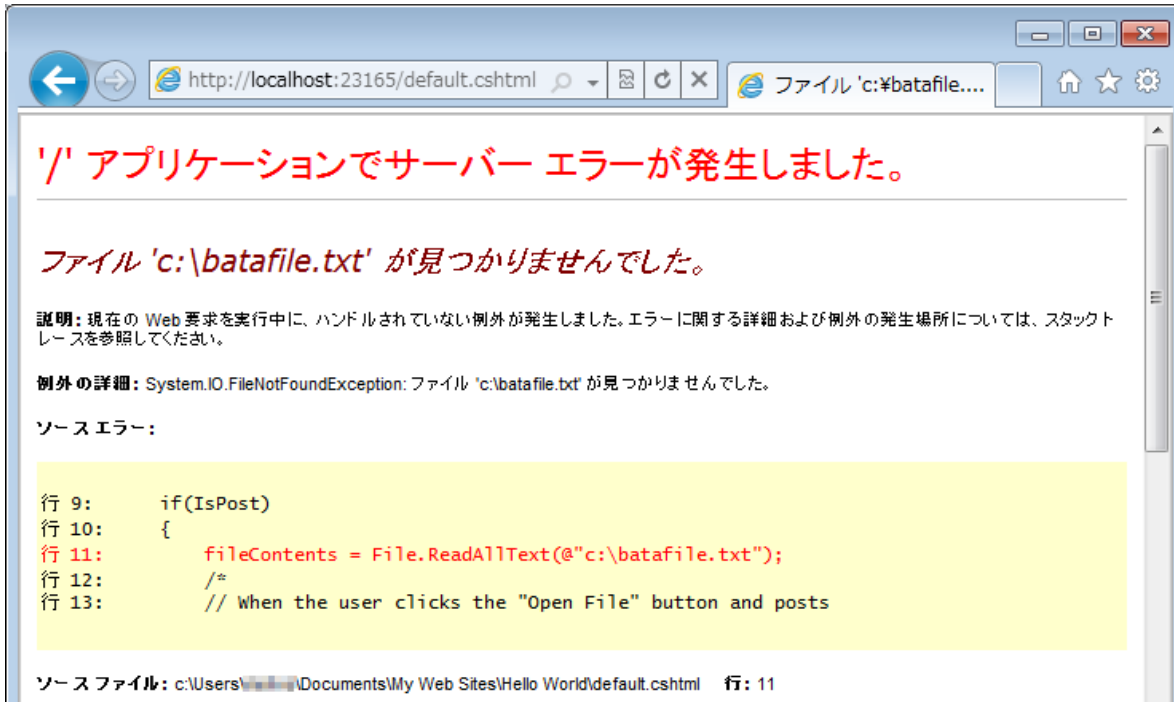 http://localhost:23165/default.cshtml
ファイル 'c:¥batafile....
'/' アプリケーションでサーバー エラーが発生しました。
ファイル 'c:\batafile.txt' が見つかりませんでした。
説明: 現在の Web 要求を実行中に、ハンドルされていない例外が発生しました。エラーに関する詳細および例外の発生場所については、スタックト
レースを参照してください。
例外の詳細: System.IO.FileNotFoundException: ファイル 'c:\batafile.txt' が見つかりませんでした。
ソース エラー:
行 9:       if(IsPost)
行 10:      {
行 11:          fileContents = File.ReadAllText(@"c:\batafile.txt");
行 12:          /*
行 13:          // When the user clicks the "Open File" button and posts
ソース ファイル: c:\Users\ \Documents\My Web Sites\Hello World\default.cshtml    行: 11